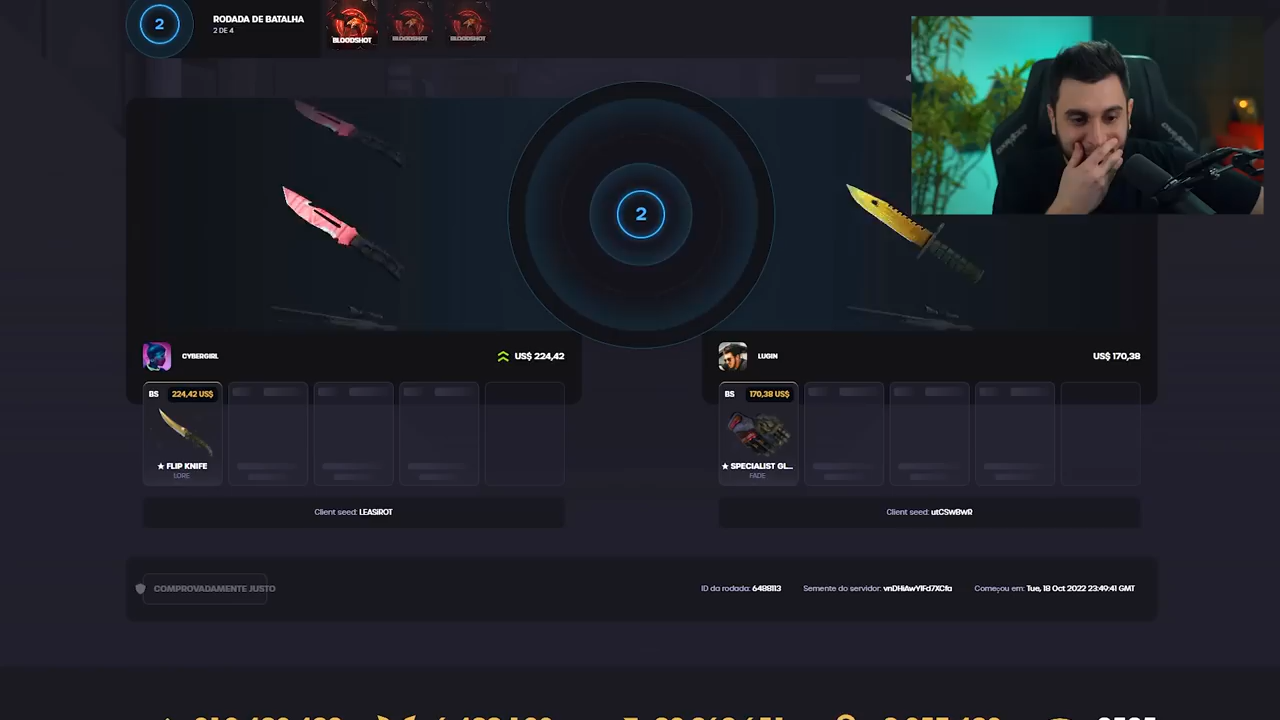 2
RODADA DE BATALHA
2 DE 4
BLOODSHOT
BLOODSHOT
BLOODSHOT
2
CYBERGIRL
US$ 224,42
LUGIN
US$ 170,38
BS 224,42 US$
★ FLIP KNIFE
LORE
BS 170,38 US$
★ SPECIALIST GL...
FADE
Client seed: LEASIROT
Client seed: utCSWBWR
COMPROVADAMENTE JUSTO
ID da rodada: 6488113
Semente do servidor: vnDHiAwYIFd7XCfa
Começou em: Tue, 18 Oct 2022 23:49:41 GMT